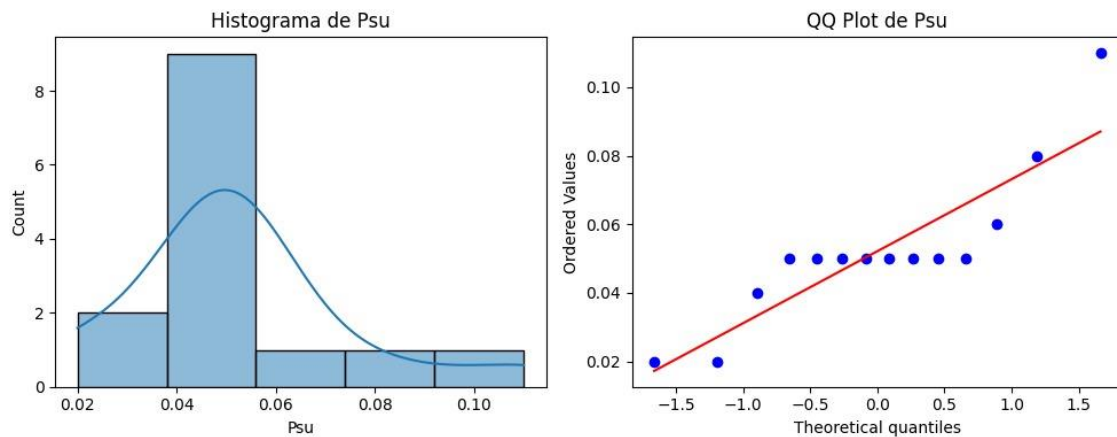 Histograma de Psu
8
6
4
2
0
Count
0.02 0.04 0.06 0.08 0.10
Psu
QQ Plot de Psu
0.10
0.08
0.06
0.04
0.02
Ordered Values
−1.5 −1.0 −0.5 0.0 0.5 1.0 1.5
Theoretical quantiles